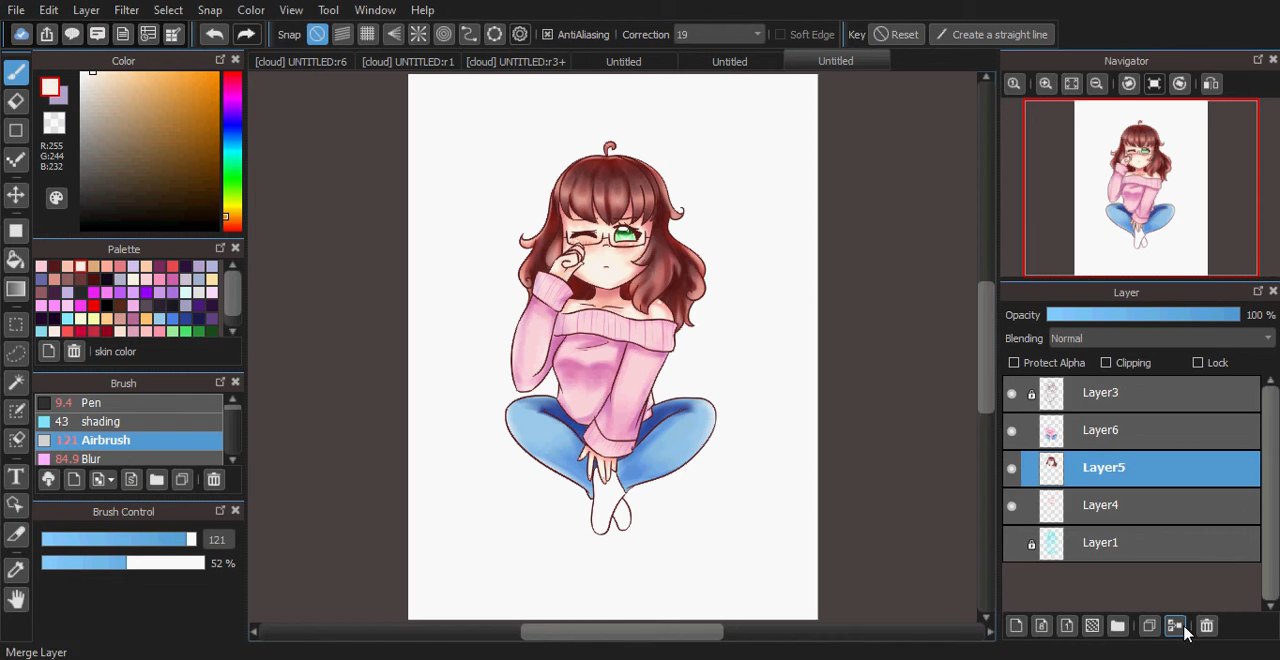 File Edit Layer Filter Select Snap Color View Tool Window Help
Snap AntiAliasing Correction 19 Soft Edge Key Reset Create a straight line
[cloud] UNTITLED:r6 [cloud] UNTITLED:r1 [cloud] UNTITLED:r3+ Untitled Untitled Untitled
Color
R:255
G:244
B:232
Palette
skin color
Brush
9.4 Pen
43 shading
121 Airbrush
84.9 Blur
Brush Control
121
52 %
Merge Layer
Navigator
Layer
Opacity 100 %
Blending Normal
Protect Alpha Clipping Lock
Layer3
Layer6
Layer5
Layer4
Layer1